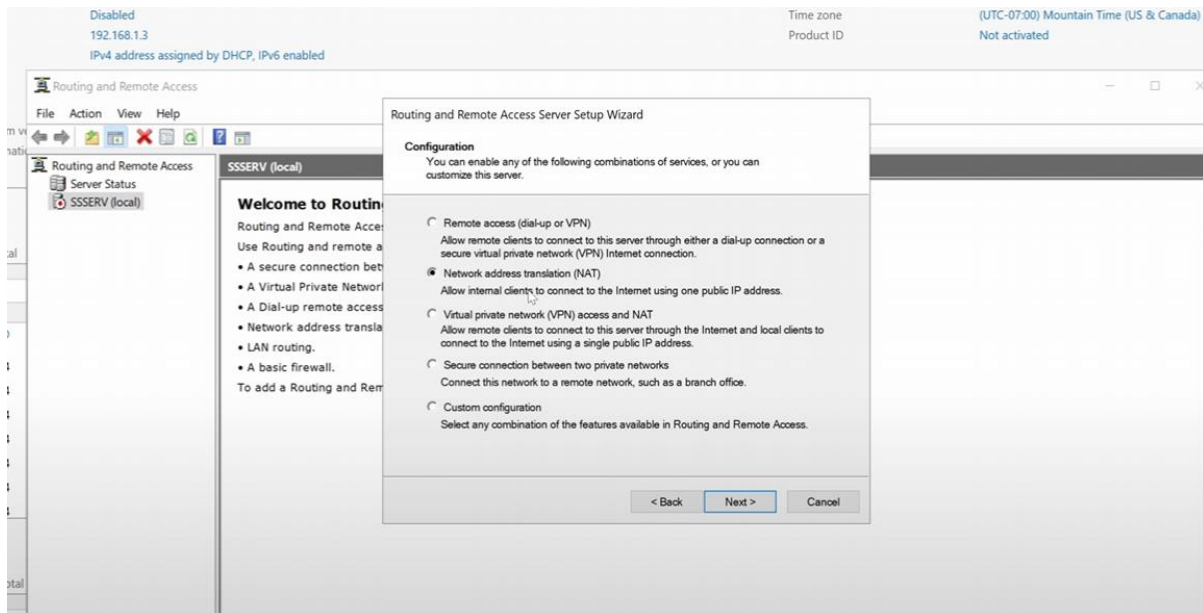 Disabled
Time zone
(UTC-07:00) Mountain Time (US & Canada)
192.168.1.3
Product ID
Not activated
IPv4 address assigned by DHCP, IPv6 enabled
Routing and Remote Access
File Action View Help
Routing and Remote Access
Server Status
SSSERV (local)
SSSERV (local)
Welcome to Routin
Routing and Remote Acce
Use Routing and remote a
• A secure connection bet
• A Virtual Private Networ
• A Dial-up remote access
• Network address transla
• LAN routing.
• A basic firewall.
To add a Routing and Rem
Routing and Remote Access Server Setup Wizard
Configuration
You can enable any of the following combinations of services, or you can
customize this server.
Remote access (dial-up or VPN)
Allow remote clients to connect to this server through either a dial-up connection or a
secure virtual private network (VPN) Internet connection.
Network address translation (NAT)
Allow internal clients to connect to the Internet using one public IP address.
Virtual private network (VPN) access and NAT
Allow remote clients to connect to this server through the Internet and local clients to
connect to the Internet using a single public IP address.
Secure connection between two private networks
Connect this network to a remote network, such as a branch office.
Custom configuration
Select any combination of the features available in Routing and Remote Access.
< Back
Next >
Cancel